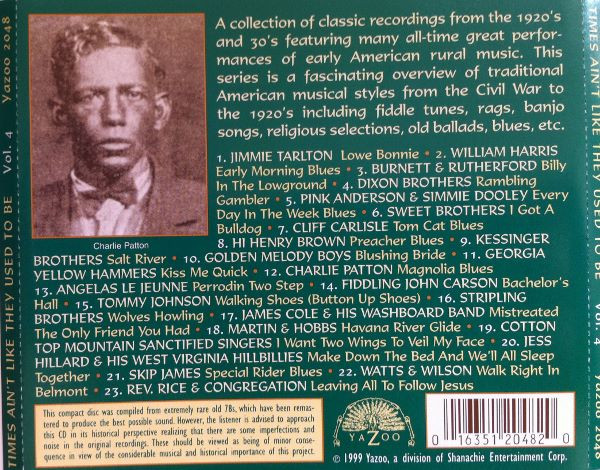 TIMES AIN'T LIKE THEY USED TO BE Vol. 4 Yazoo 2048
A collection of classic recordings from the 1920's
and 30's featuring many all-time great perfor-
mances of early American rural music. This
series is a fascinating overview of traditional
American musical styles from the Civil War to
the 1920's including fiddle tunes, rags, banjo
songs, religious selections, old ballads, blues, etc.
Charlie Patton
1. JIMMIE TARLTON Lowe Bonnie • 2. WILLIAM HARRIS
Early Morning Blues • 3. BURNETT & RUTHERFORD Billy
In The Lowground • 4. DIXON BROTHERS Rambling
Gambler • 5. PINK ANDERSON & SIMMIE DOOLEY Every
Day In The Week Blues • 6. SWEET BROTHERS I Got A
Bulldog • 7. CLIFF CARLISLE Tom Cat Blues
8. HI HENRY BROWN Preacher Blues • 9. KESSINGER
BROTHERS Salt River • 10. GOLDEN MELODY BOYS Blushing Bride • 11. GEORGIA
YELLOW HAMMERS Kiss Me Quick • 12. CHARLIE PATTON Magnolia Blues
13. ANGELAS LE JEUNNE Perrodin Two Step • 14. FIDDLING JOHN CARSON Bachelor's
Hall • 15. TOMMY JOHNSON Walking Shoes (Button Up Shoes) • 16. STRIPLING
BROTHERS Wolves Howling • 17. JAMES COLE & HIS WASHBOARD BAND Mistreated
The Only Friend You Had • 18. MARTIN & HOBBS Havana River Glide • 19. COTTON
TOP MOUNTAIN SANCTIFIED SINGERS I Want Two Wings To Veil My Face • 20. JESS
HILLARD & HIS WEST VIRGINIA HILLBILLIES Make Down The Bed And We'll All Sleep
Together • 21. SKIP JAMES Special Rider Blues • 22. WATTS & WILSON Walk Right In
Belmont • 23. REV. RICE & CONGREGATION Leaving All To Follow Jesus
This compact disc was compiled from extremely rare old 78s, which have been remas-
tered to produce the best possible sound. However, the listener is advised to approach
this CD in its historical perspective realizing that there are some imperfections and
noise in the original recordings. These should be viewed as being of minor conse-
quence in view of the considerable musical and historical importance of this project.
YAZOO
0 16351 20482 0
© 1999 Yazoo, a division of Shanachie Entertainment Corp.
TIMES AIN'T LIKE THEY USED TO BE Vol. 4 Yazoo 2048